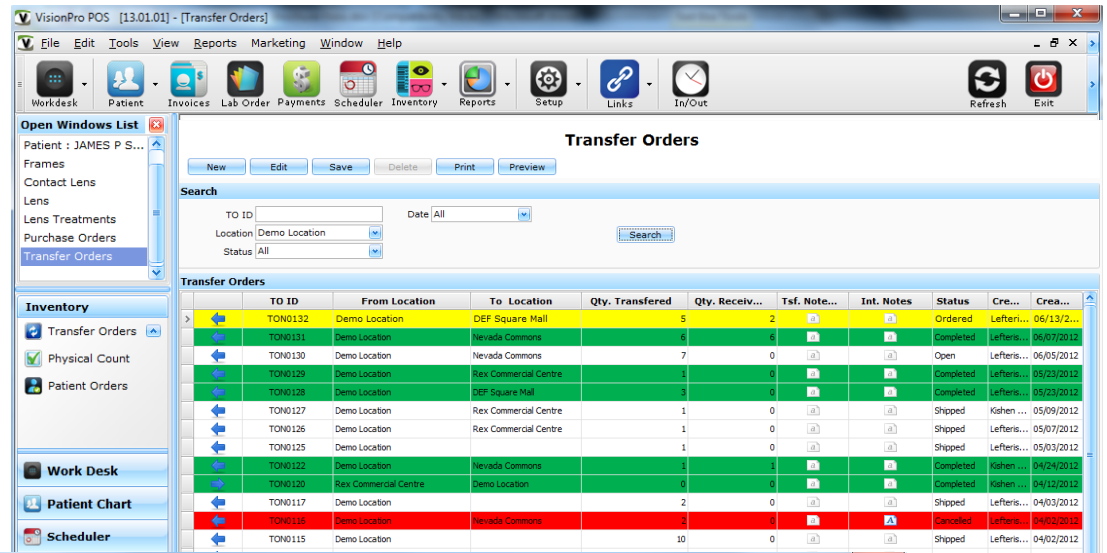 VisionPro POS [13.01.01] - [Transfer Orders]
File Edit Tools View Reports Marketing Window Help
Workdesk Patient Invoices Lab Order Payments Scheduler Inventory Reports Setup Links In/Out Refresh Exit
Open Windows List
Patient : JAMES P S...
Frames
Contact Lens
Lens
Lens Treatments
Purchase Orders
Transfer Orders
Inventory
Transfer Orders
Physical Count
Patient Orders
Work Desk
Patient Chart
Scheduler
Transfer Orders
New Edit Save Delete Print Preview
Search
TO ID Date All
Location Demo Location Search
Status All
Transfer Orders
TO ID From Location To Location Qty. Transfered Qty. Receiv... Tsf. Note... Int. Notes Status Cre... Crea...
TON0132 Demo Location DEF Square Mall 5 2 a a Ordered Lefteri... 06/13/2...
TON0131 Demo Location Nevada Commons 6 6 a a Completed Lefteris... 06/07/2012
TON0130 Demo Location Nevada Commons 7 0 a a Open Lefteris... 06/05/2012
TON0129 Demo Location Rex Commercial Centre 1 0 a a Completed Lefteris... 05/23/2012
TON0128 Demo Location DEF Square Mall 3 0 a a Completed Lefteris... 05/23/2012
TON0127 Demo Location Rex Commercial Centre 1 0 a a Shipped Kishen ... 05/09/2012
TON0126 Demo Location Rex Commercial Centre 1 0 a a Shipped Lefteris... 05/07/2012
TON0125 Demo Location 1 0 a a Shipped Lefteris... 05/03/2012
TON0122 Demo Location Nevada Commons 1 1 a a Completed Kishen ... 04/24/2012
TON0120 Rex Commercial Centre Demo Location 0 0 a a Completed Kishen ... 04/12/2012
TON0117 Demo Location 2 0 a a Shipped Lefteris... 04/03/2012
TON0116 Demo Location Nevada Commons 2 0 a A Cancelled Lefteris... 04/02/2012
TON0115 Demo Location 10 0 a a Shipped Lefteris... 04/02/2012